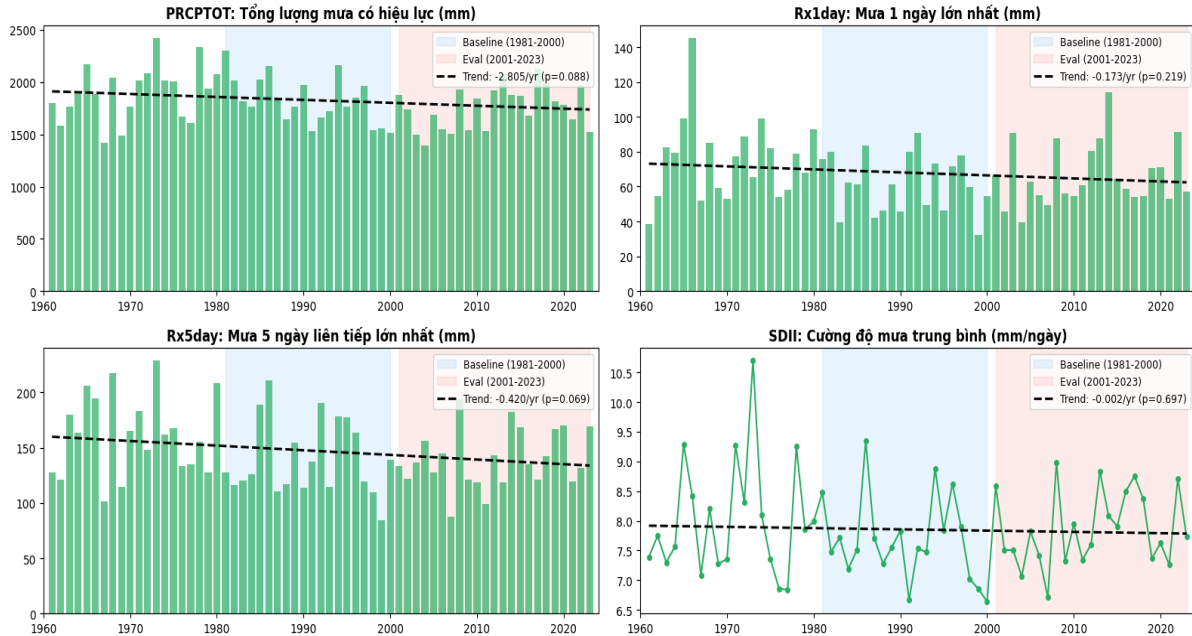 PRCPTOT: Tổng lượng mưa có hiệu lực (mm)
Baseline (1981-2000)
Eval (2001-2023)
Trend: -2.805/yr (p=0.088)
2500
2000
1500
1000
500
0
1960 1970 1980 1990 2000 2010 2020
Rx1day: Mưa 1 ngày lớn nhất (mm)
Baseline (1981-2000)
Eval (2001-2023)
Trend: -0.173/yr (p=0.219)
140
120
100
80
60
40
20
0
1960 1970 1980 1990 2000 2010 2020
Rx5day: Mưa 5 ngày liên tiếp lớn nhất (mm)
Baseline (1981-2000)
Eval (2001-2023)
Trend: -0.420/yr (p=0.069)
200
150
100
50
0
1960 1970 1980 1990 2000 2010 2020
SDII: Cường độ mưa trung bình (mm/ngày)
Baseline (1981-2000)
Eval (2001-2023)
Trend: -0.002/yr (p=0.697)
10.5
10.0
9.5
9.0
8.5
8.0
7.5
7.0
6.5
1960 1970 1980 1990 2000 2010 2020